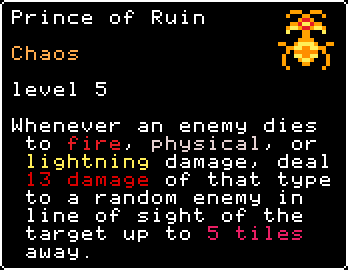 Prince of Ruin
Chaos
level 5
Whenever an enemy dies
to fire, physical, or
lightning damage, deal
13 damage of that type
to a random enemy in
line of sight of the
target up to 5 tiles
away.